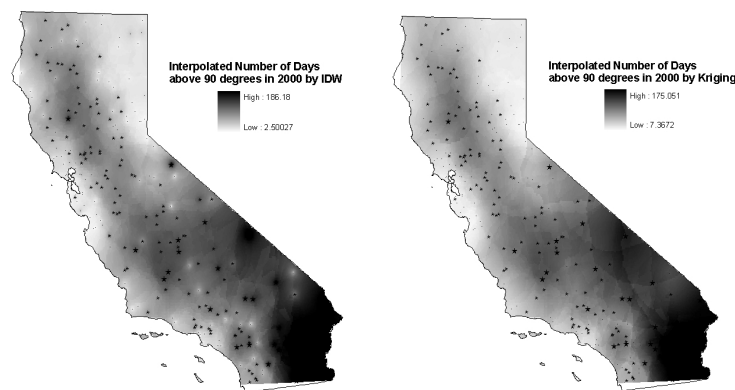 Interpolated Number of Days
above 90 degrees in 2000 by IDW
High : 186.18
Low : 2.50027
Interpolated Number of Days
above 90 degrees in 2000 by Kriging
High : 175.051
Low : 7.3672